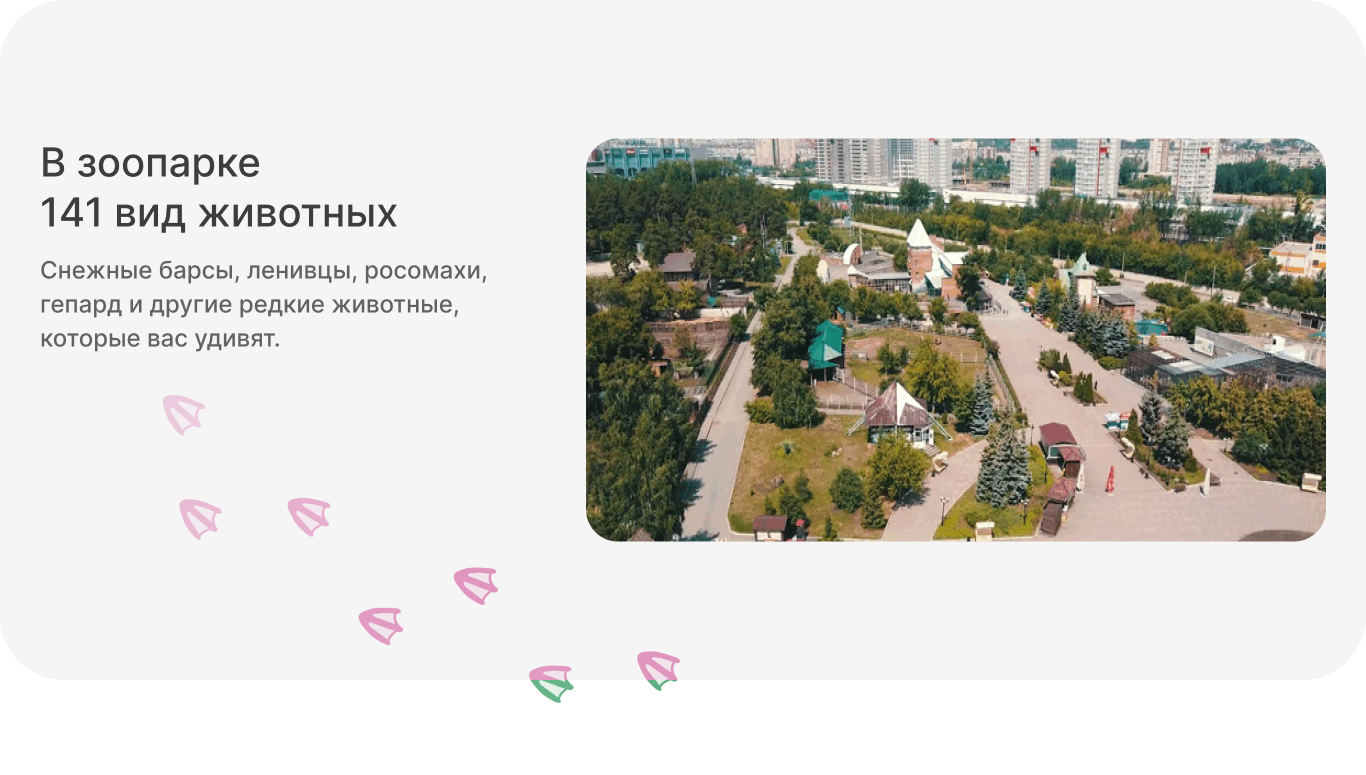 В зоопарке
141 вид животных
Снежные барсы, ленивцы, росомахи,
гепард и другие редкие животные,
которые вас удивят.